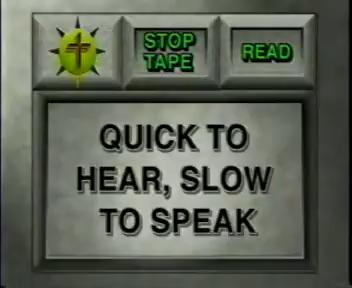 STOP
TAPE
READ
QUICK TO
HEAR, SLOW
TO SPEAK